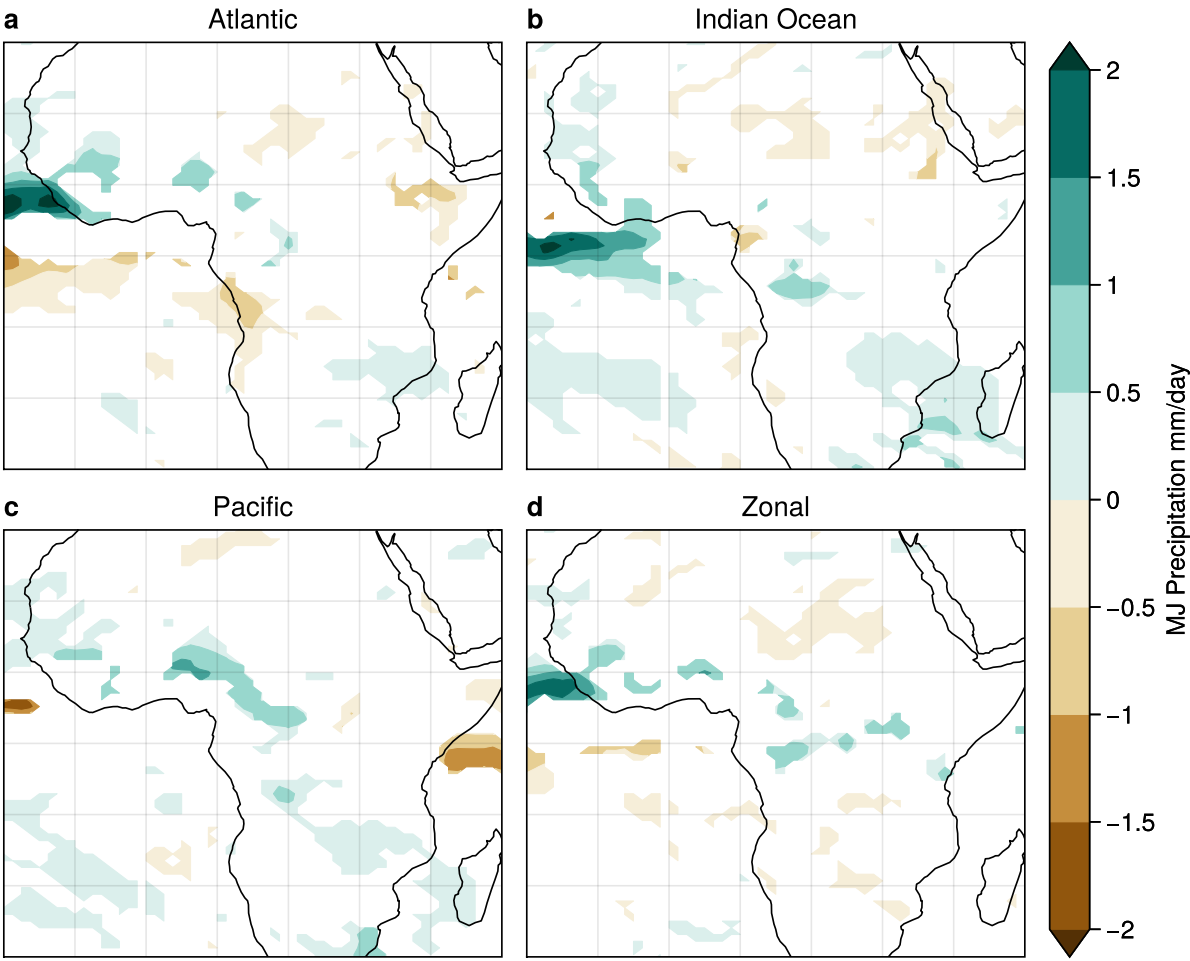 a Atlantic
b Indian Ocean
c Pacific
d Zonal
2
1.5
1
0.5
0
−0.5
−1
−1.5
−2
MJ Precipitation mm/day